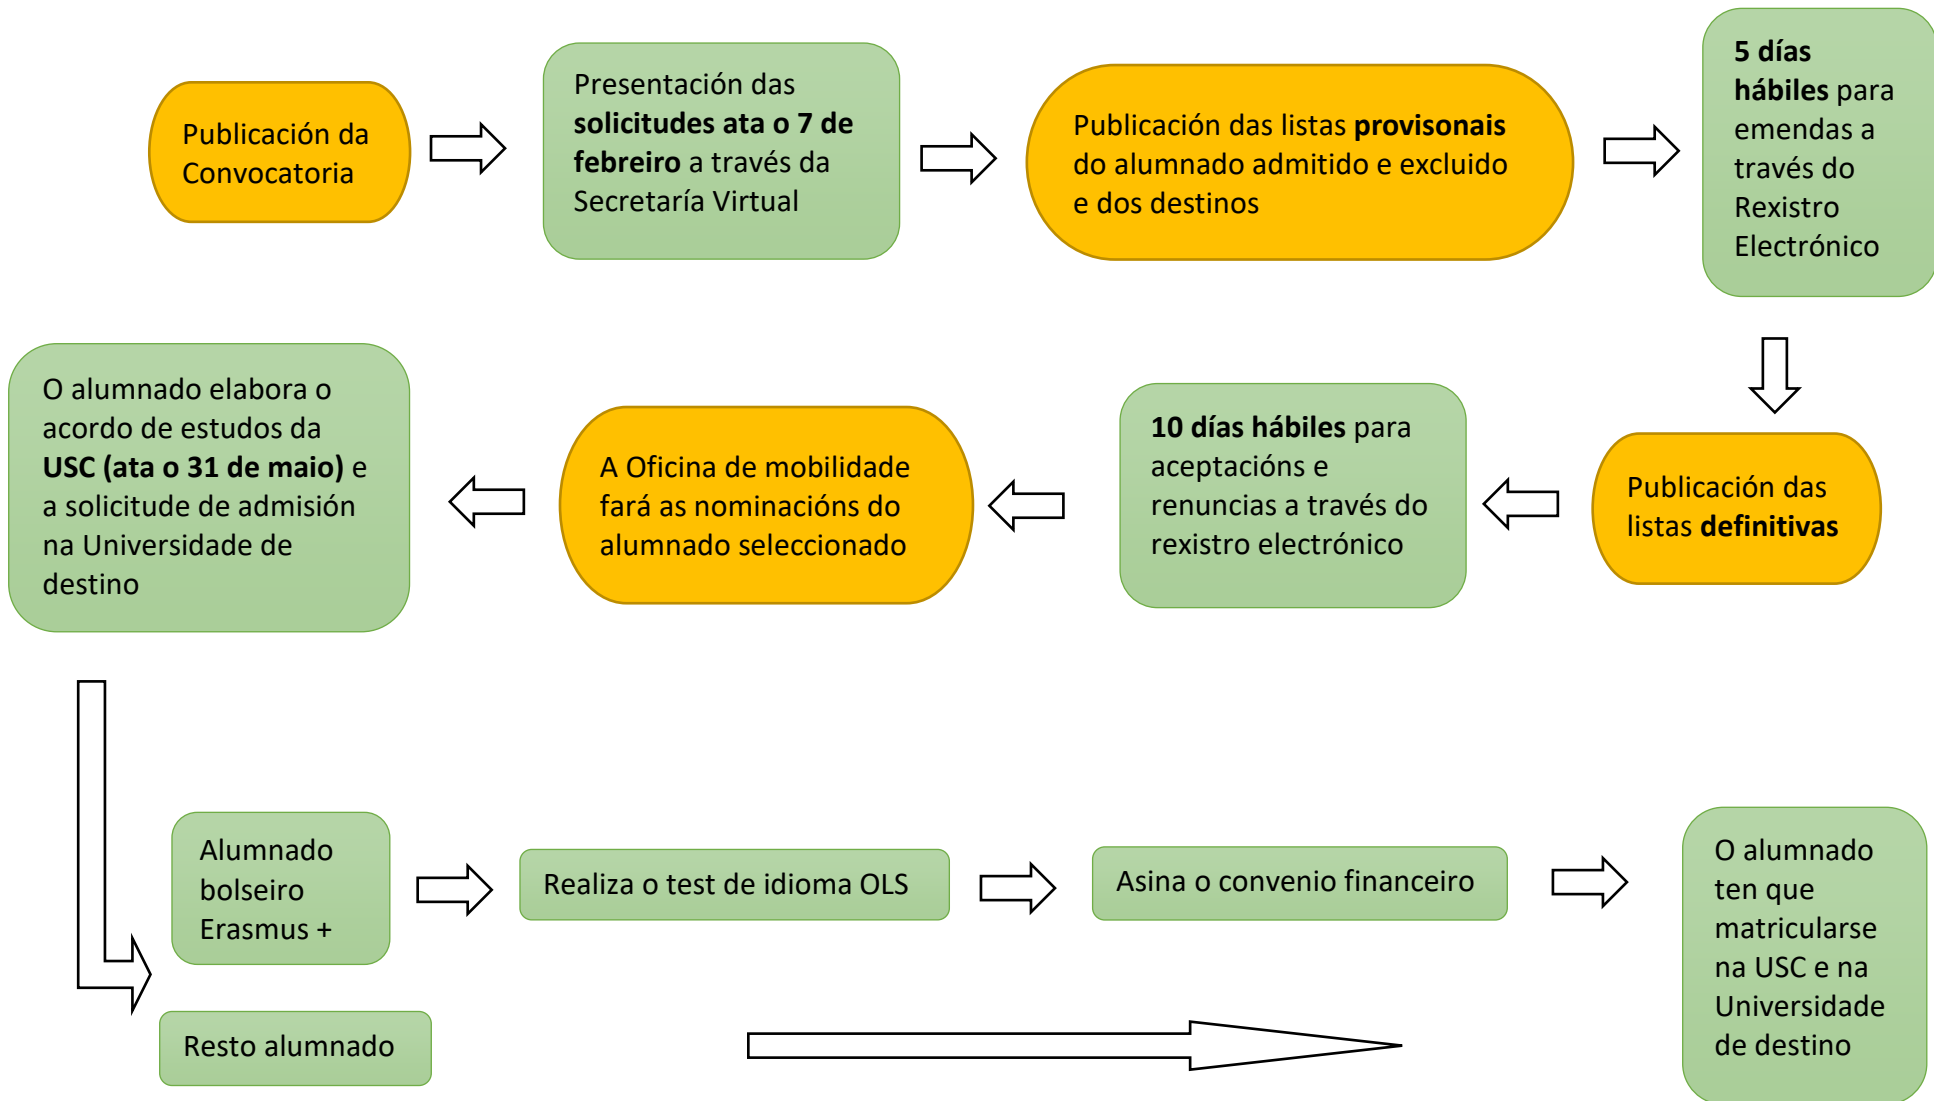 Publicación da
Convocatoria
Presentación das
solicitudes ata o 7 de
febreiro a través da
Secretaría Virtual
Publicación das listas provisonais
do alumnado admitido e excluido
e dos destinos
5 días
hábiles para
emendas a
través do
Rexistro
Electrónico
Publicación das
listas definitivas
10 días hábiles para
aceptacións e
renuncias a través do
rexistro electrónico
A Oficina de mobilidade
fará as nominacións do
alumnado seleccionado
O alumnado elabora o
acordo de estudos da
USC (ata o 31 de maio) e
a solicitude de admisión
na Universidade de
destino
Alumnado
bolseiro
Erasmus +
Realiza o test de idioma OLS
Asina o convenio financeiro
O alumnado
ten que
matricularse
na USC e na
Universidade
de destino
Resto alumnado